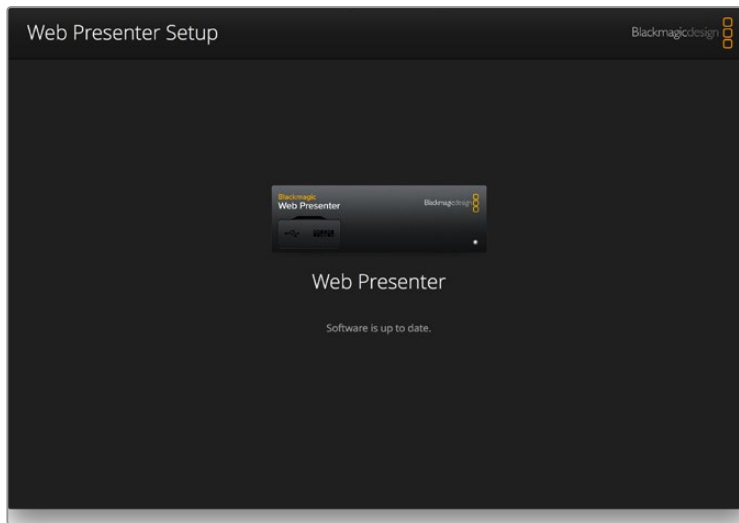 Web Presenter Setup
Blackmagicdesign
Blackmagic
Web Presenter
Blackmagicdesign
Web Presenter
Software is up to date.